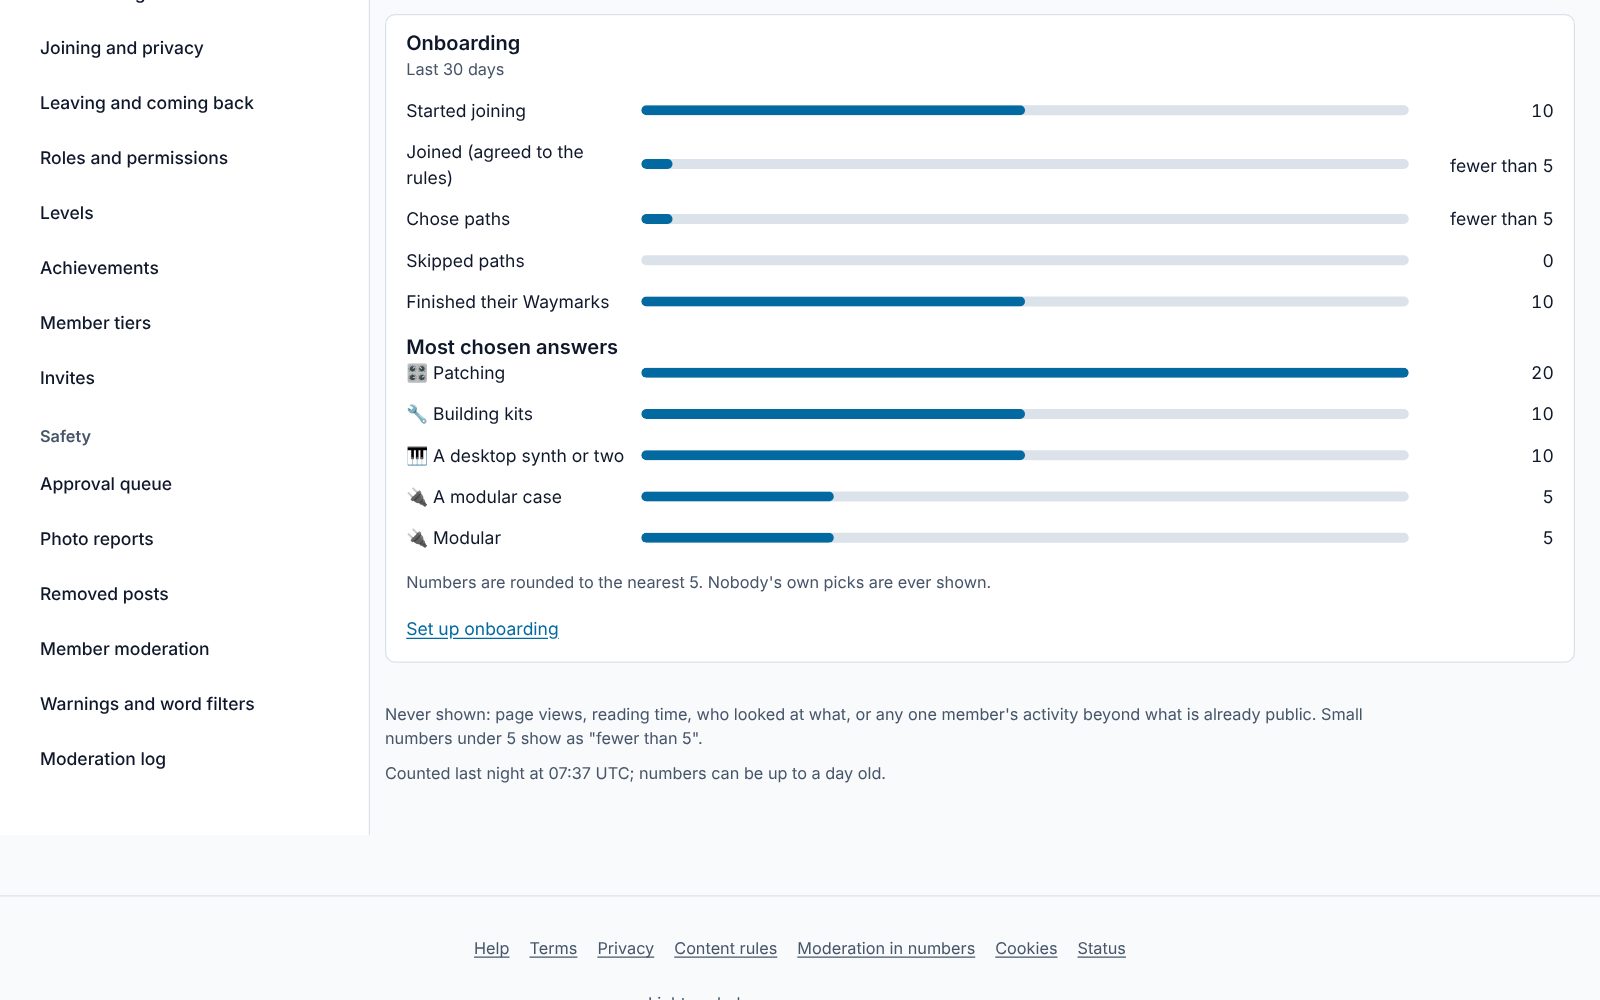 Joining and privacy
Leaving and coming back
Roles and permissions
Levels
Achievements
Member tiers
Invites
Safety
Approval queue
Photo reports
Removed posts
Member moderation
Warnings and word filters
Moderation log
Onboarding
Last 30 days
Started joining 10
Joined (agreed to the
rules) fewer than 5
Chose paths fewer than 5
Skipped paths 0
Finished their Waymarks 10
Most chosen answers
🎛️ Patching 20
🔧 Building kits 10
🎹 A desktop synth or two 10
🔌 A modular case 5
🔌 Modular 5
Numbers are rounded to the nearest 5. Nobody's own picks are ever shown.
Set up onboarding
Never shown: page views, reading time, who looked at what, or any one member's activity beyond what is already public. Small
numbers under 5 show as "fewer than 5".
Counted last night at 07:37 UTC; numbers can be up to a day old.
Help Terms Privacy Content rules Moderation in numbers Cookies Status